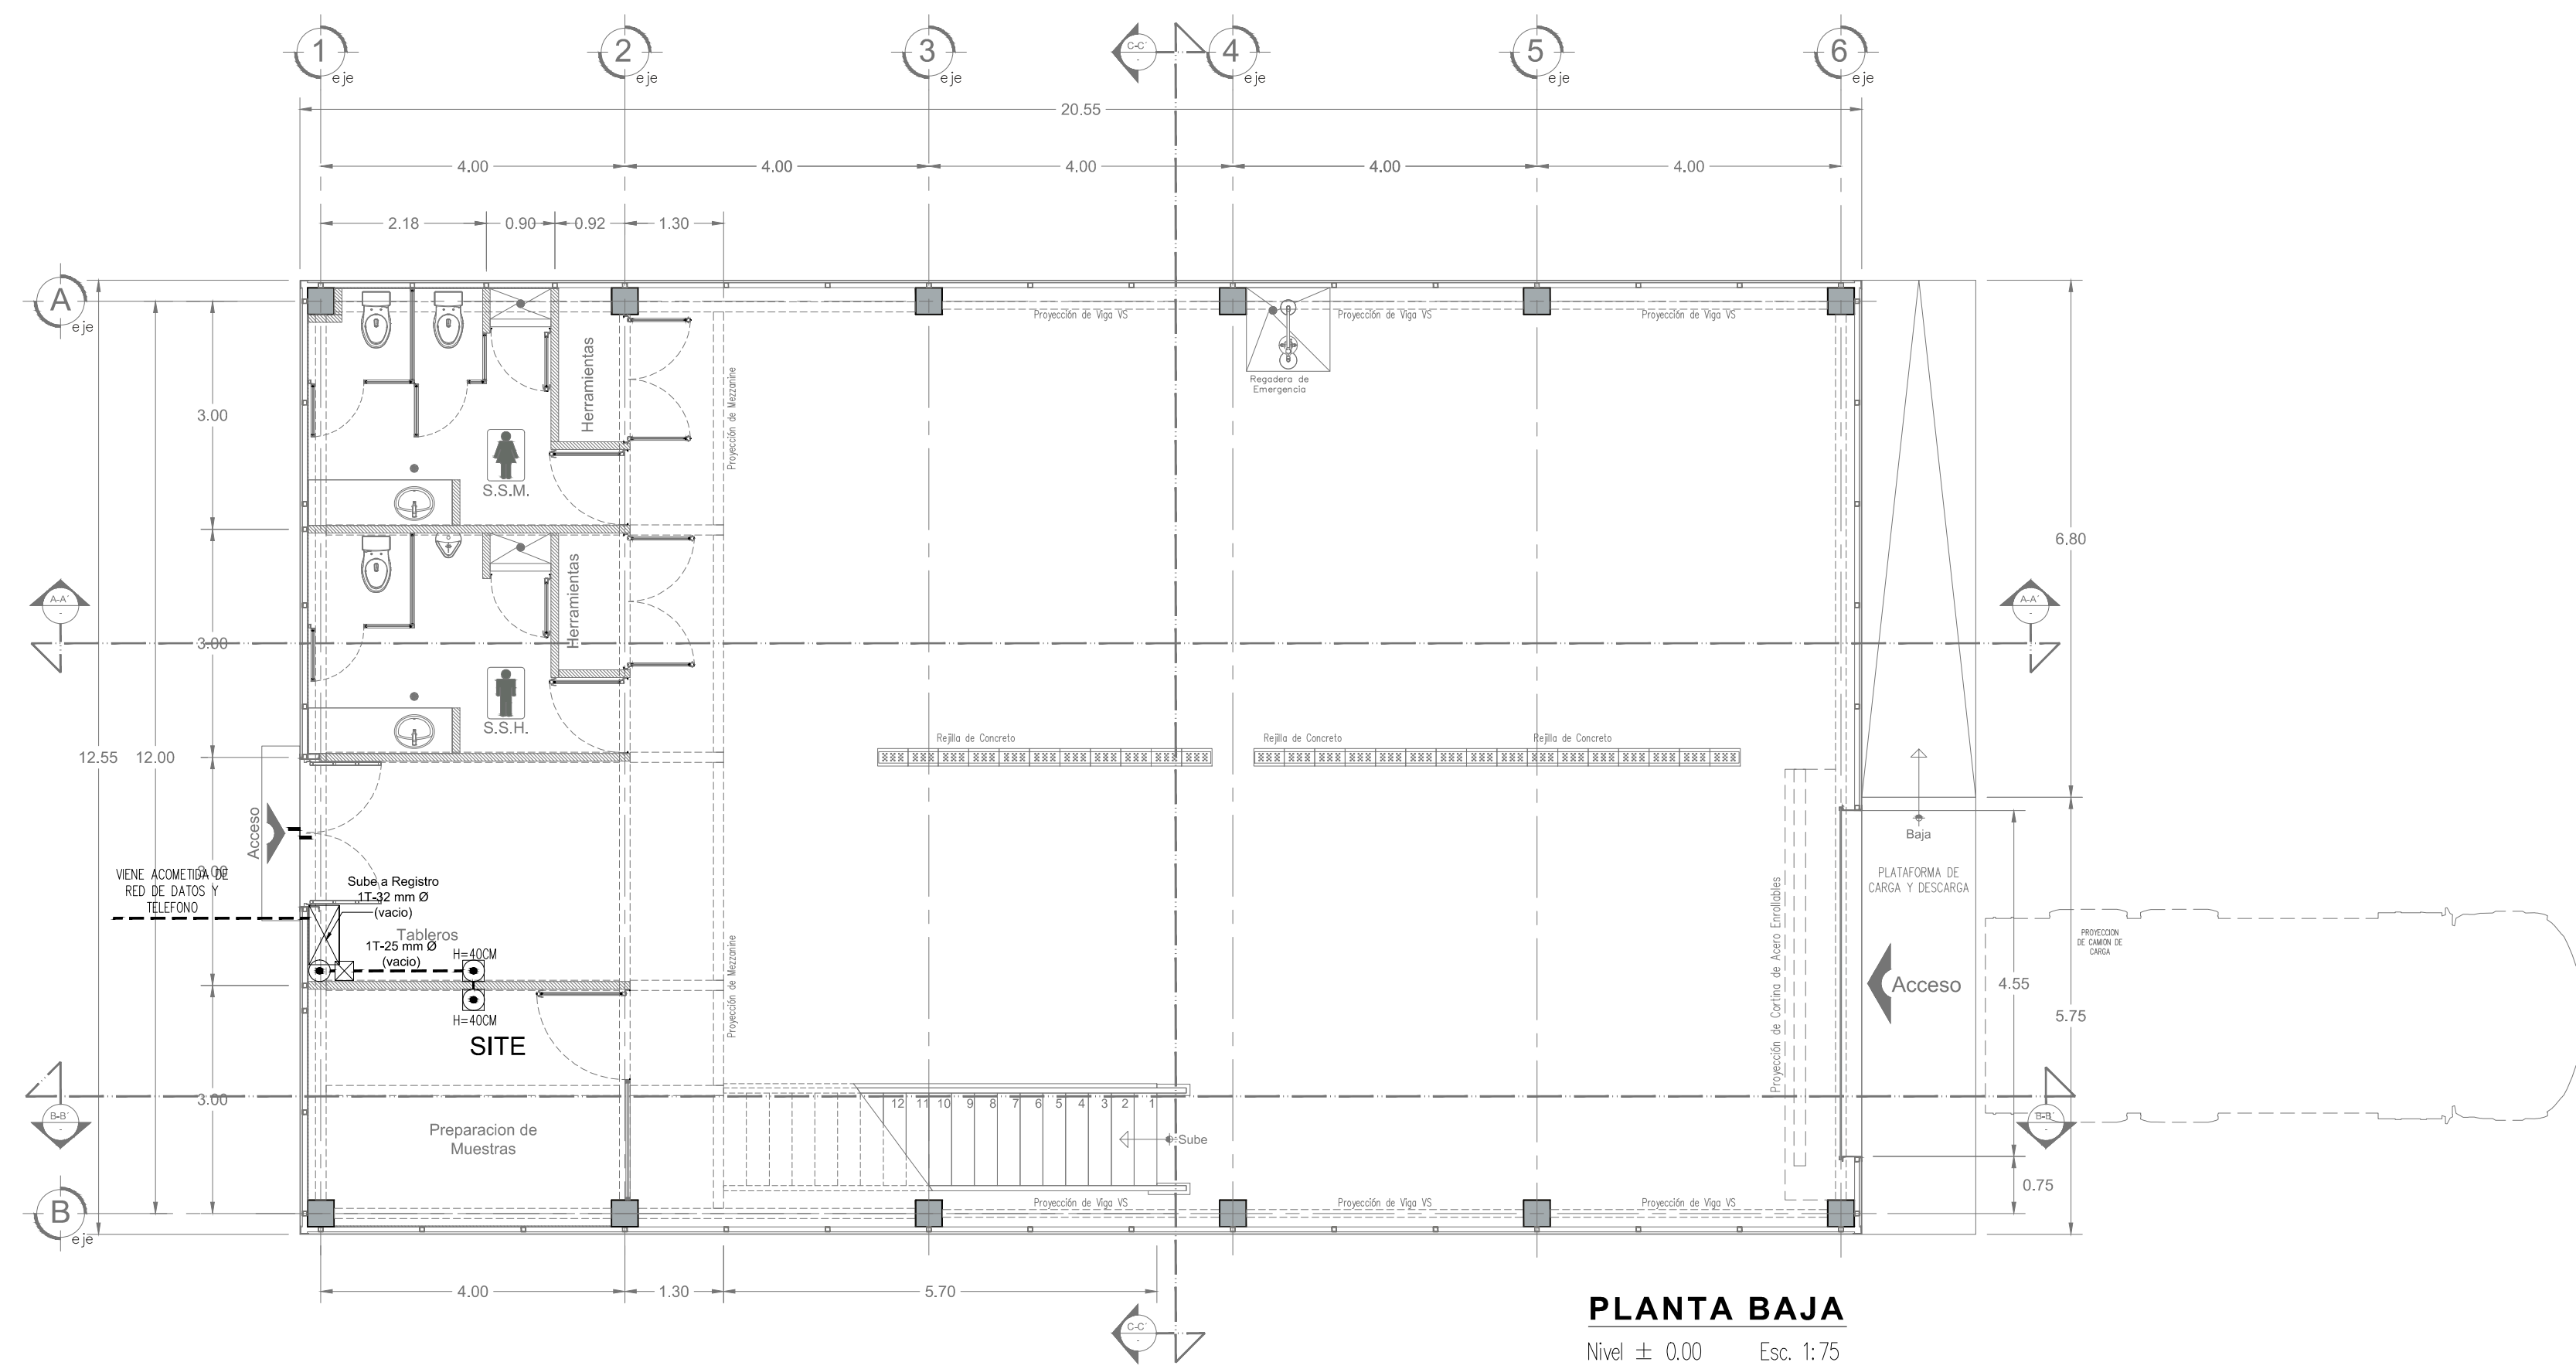 1
eje
2
eje
3
eje
C-C'
-
4
eje
5
eje
6
eje
20.55
4.00
4.00
4.00
4.00
4.00
2.18
0.90
0.92
1.30
A
eje
Proyección de Viga VS
Proyección de Viga VS
Proyección de Viga VS
Herramientas
Proyección de Mezzanine
Regadera de
Emergencia
3.00
S.S.M.
6.80
Herramientas
A-A'
-
A-A'
-
3.00
S.S.H.
12.55
12.00
Rejilla de Concreto
Rejilla de Concreto
Rejilla de Concreto
Acceso
Baja
3.00
VIENE ACOMETIDA DE
RED DE DATOS Y
TELEFONO
Sube a Registro
1T-32 mm Ø
(vacio)
PLATAFORMA DE
CARGA Y DESCARGA
Tableros
1T-25 mm Ø
(vacio)
H=40CM
PROYECCION
DE CAMION DE
CARGA
Proyección de Mezzanine
Proyección de Cortina de Acero Enrollables
Acceso
4.55
H=40CM
5.75
SITE
3.00
12
11
10
9
8
7
6
5
4
3
2
1
B-B'
-
B-B'
-
Preparacion de
Muestras
Sube
0.75
Proyección de Viga VS
Proyección de Viga VS
Proyección de Viga VS
B
eje
4.00
1.30
5.70
C-C'
-
PLANTA BAJA
Nivel ± 0.00 Esc. 1:75